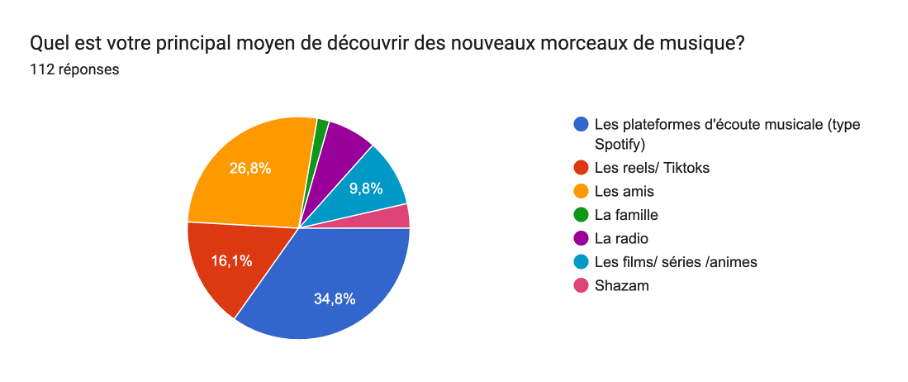 Quel est votre principal moyen de découvrir des nouveaux morceaux de musique?
112 réponses
Les plateformes d'écoute musicale (type
Spotify)
Les reels/ Tiktoks
Les amis
La famille
La radio
Les films/ séries /animes
Shazam
26,8%
9,8%
16,1%
34,8%